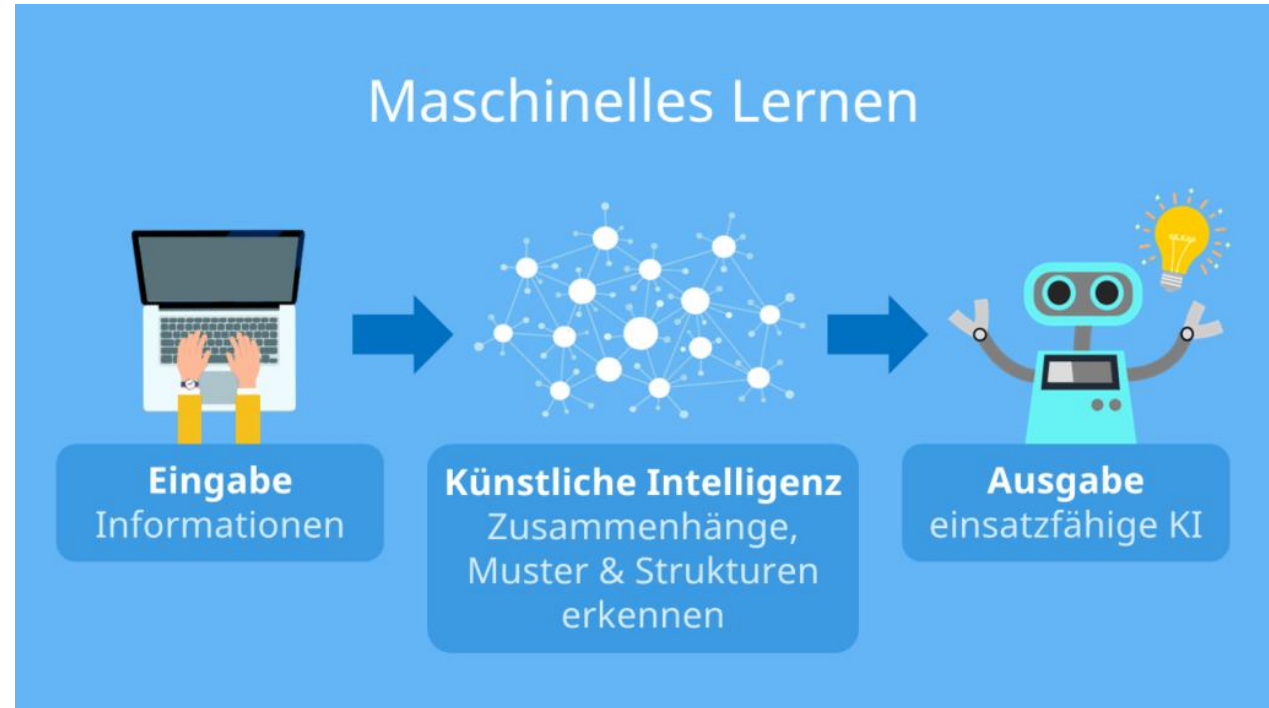 Maschinelles Lernen
Eingabe
Informationen
Künstliche Intelligenz
Zusammenhänge,
Muster & Strukturen
erkennen
Ausgabe
einsatzfähige KI